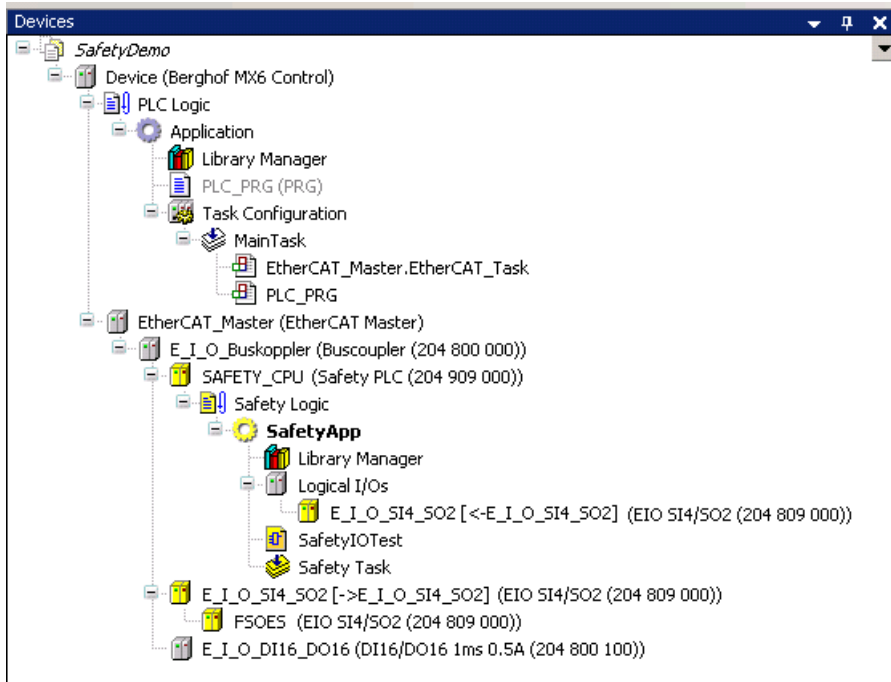 Devices
SafetyDemo
Device (Berghof MX6 Control)
PLC Logic
Application
Library Manager
PLC_PRG (PRG)
Task Configuration
MainTask
EtherCAT_Master.EtherCAT_Task
PLC_PRG
EtherCAT_Master (EtherCAT Master)
E_I_O_Buskoppler (Buscoupler (204 800 000))
SAFETY_CPU (Safety PLC (204 909 000))
Safety Logic
SafetyApp
Library Manager
Logical I/Os
E_I_O_SI4_SO2 [<-E_I_O_SI4_SO2] (EIO SI4/SO2 (204 809 000))
SafetyIOTest
Safety Task
E_I_O_SI4_SO2 [->E_I_O_SI4_SO2] (EIO SI4/SO2 (204 809 000))
FSOES (EIO SI4/SO2 (204 809 000))
E_I_O_DI16_DO16 (DI16/DO16 1ms 0.5A (204 800 100))